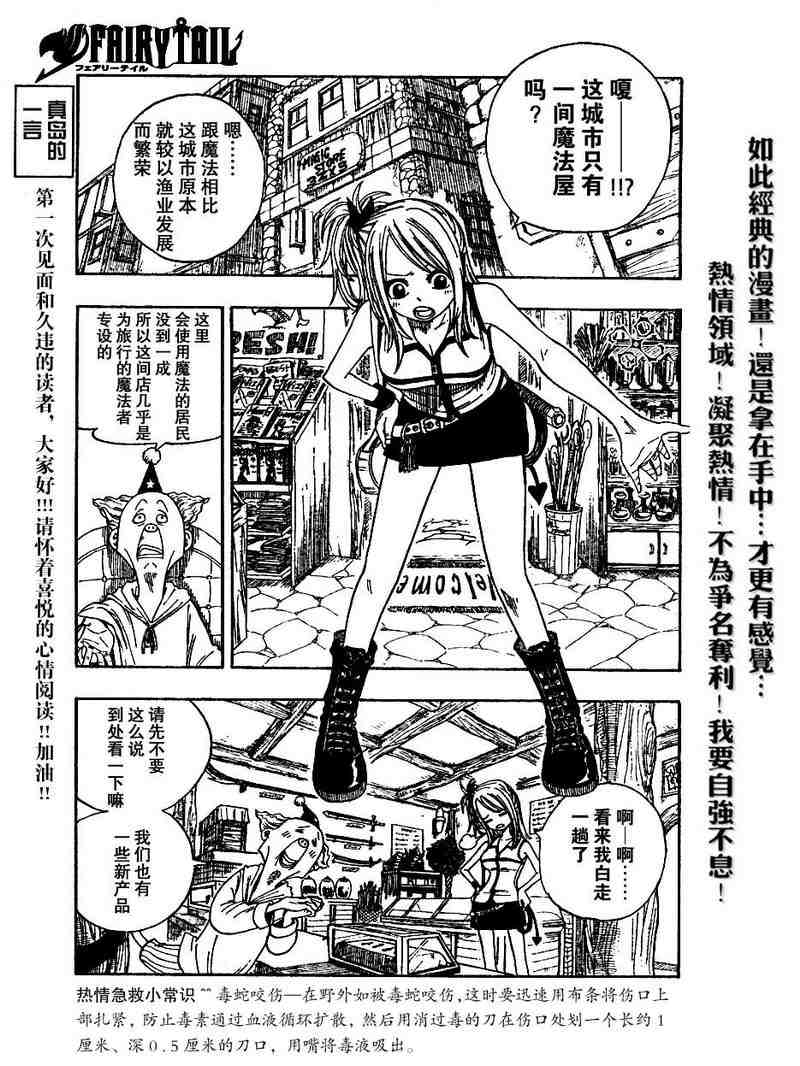 FAIRY TAIL
フェアリーテイル
真岛的
一言
第一次见面和久违的读者，大家好!!!请怀着喜悦的心情阅读!!加油!!
嗄——!!?
这城市只有
一间魔法屋
吗？
嗯……
跟魔法相比
这城市原本
就较以渔业发展
而繁荣
MAGIC
STORE
这里
会使用魔法的居民
没到一成
所以这间店几乎是
为旅行的魔法者
专设的
RESH!
Welcome
请先不要
这么说
到处看一下嘛
我们也有
一些新产品
啊—啊……
看来我白走
一趟了
如此經典的漫畫！還是拿在手中…才更有感覺…
熱情領域！凝聚熱情！不為爭名奪利！我要自強不息！
热情急救小常识^^毒蛇咬伤—在野外如被毒蛇咬伤,这时要迅速用布条将伤口上
部扎紧，防止毒素通过血液循环扩散，然后用消过毒的刀在伤口处划一个长约1
厘米、深0.5厘米的刀口，用嘴将毒液吸出。